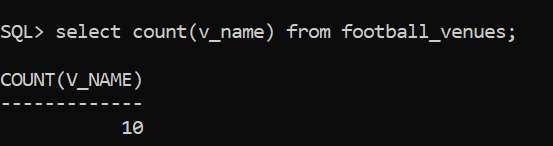 SQL> select count(v_name) from football_venues;
COUNT(V_NAME)
-------------
10